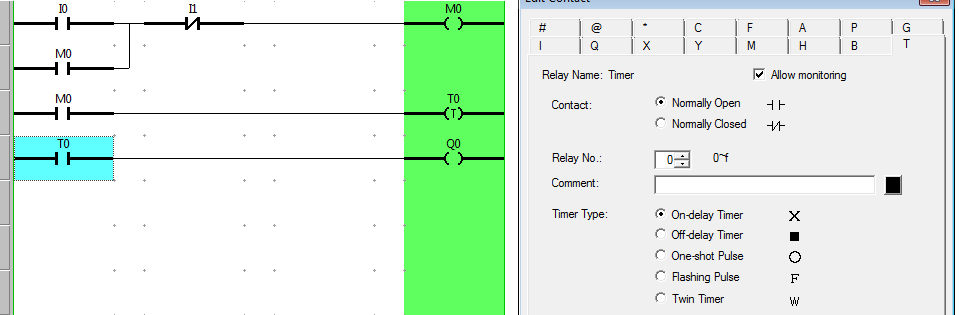 I0
I1
M0
M0
M0
T0
T
T0
Q0
Edit Contact
# @ * C F A P G
I Q X Y M H B T
Relay Name: Timer
Allow monitoring
Contact:
Normally Open
Normally Closed
Relay No.:
0
0~f
Comment:
Timer Type:
On-delay Timer X
Off-delay Timer
One-shot Pulse
Flashing Pulse F
Twin Timer W